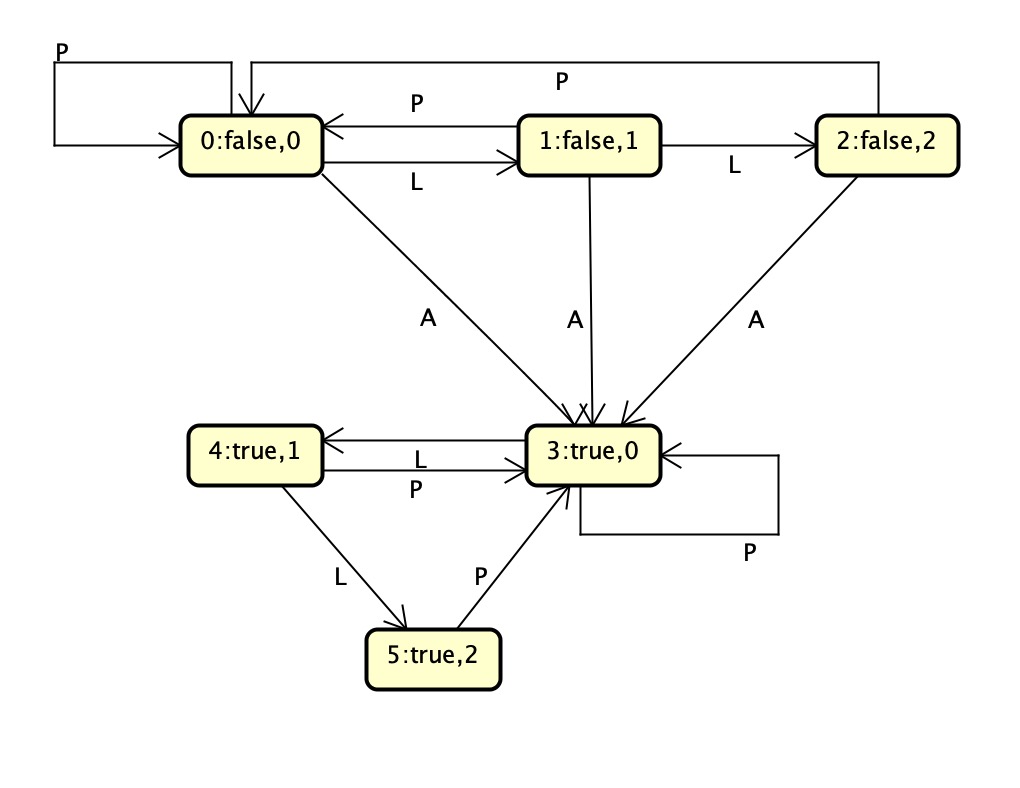 P
P
P
0:false,0
1:false,1
2:false,2
L
L
A
A
A
4:true,1
L
3:true,0
P
P
L
P
5:true,2